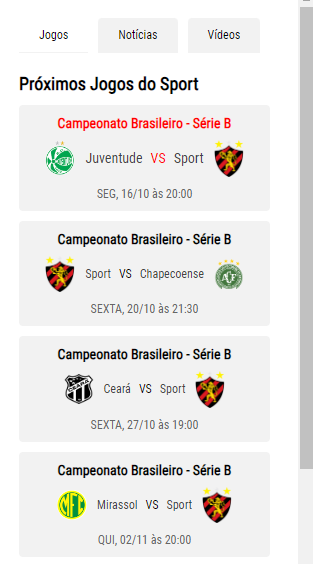 Jogos Notícias Vídeos
Próximos Jogos do Sport
Campeonato Brasileiro - Série B
Juventude VS Sport
SEG, 16/10 às 20:00
Campeonato Brasileiro - Série B
Sport VS Chapecoense
SEXTA, 20/10 às 21:30
Campeonato Brasileiro - Série B
CEARÁ Ceará VS Sport
SEXTA, 27/10 às 19:00
Campeonato Brasileiro - Série B
MFC Mirassol VS Sport
QUI, 02/11 às 20:00